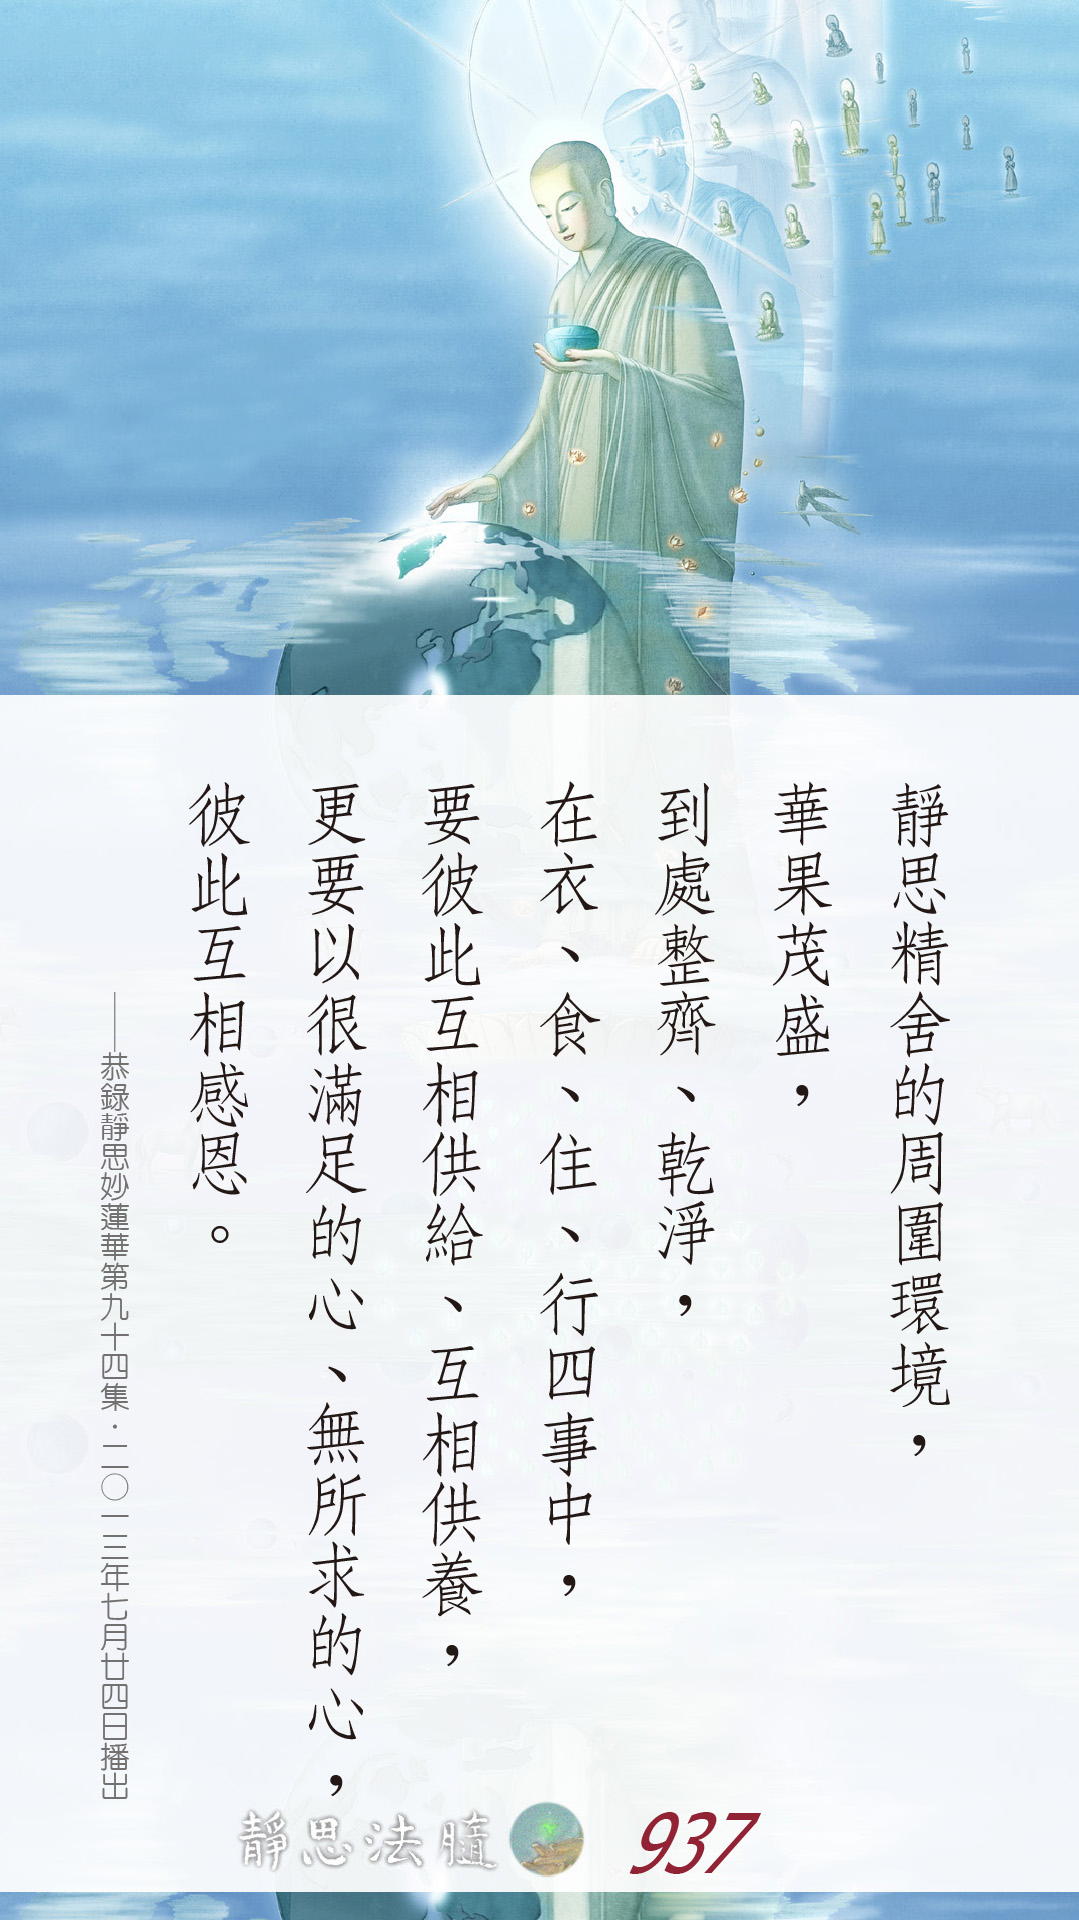 靜思精舍的周圍環境，
華果茂盛，
到處整齊、乾淨，
在衣、食、住、行四事中，
要彼此互相供給、互相供養，
更要以很滿足的心、無所求的心，
彼此互相感恩。
——恭錄靜思妙蓮華第九十四集．二〇一三年七月廿四日播出
靜思法髓 937